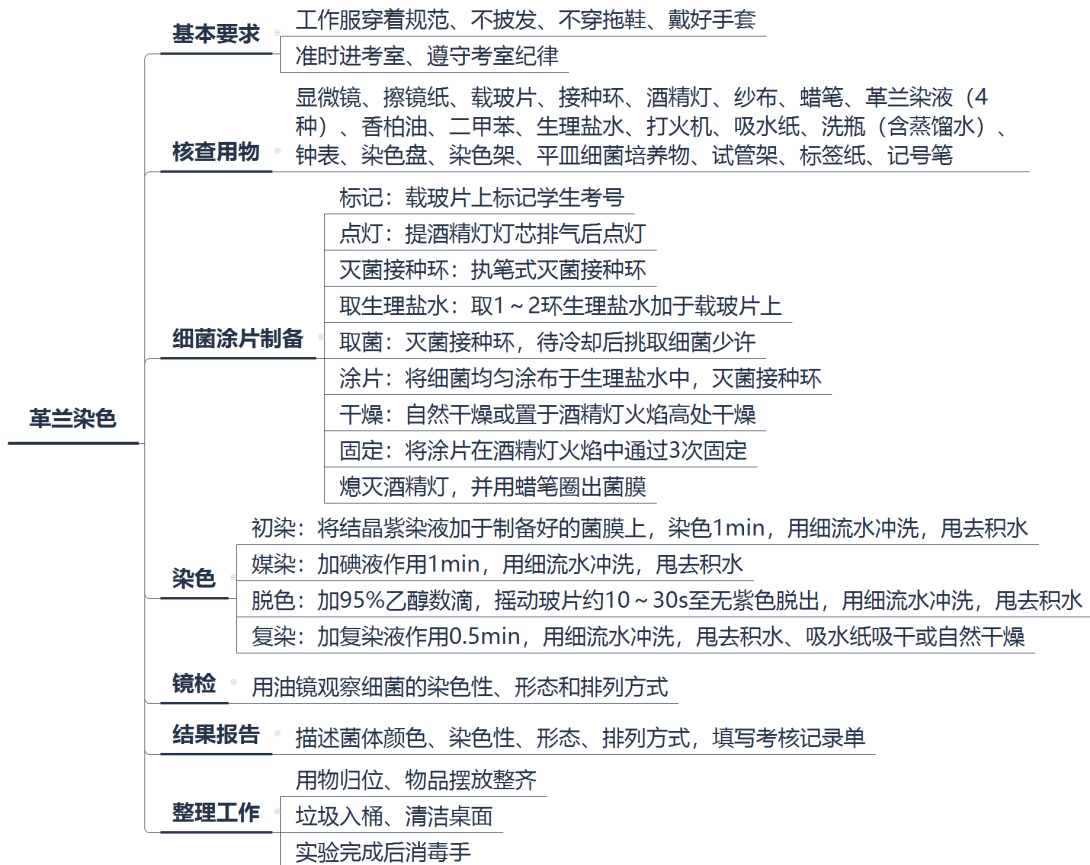 革兰染色
基本要求
工作服穿着规范、不披发、不穿拖鞋、戴好手套
准时进考室、遵守考室纪律
核查用物
显微镜、擦镜纸、载玻片、接种环、酒精灯、纱布、蜡笔、革兰染液（4
种）、香柏油、二甲苯、生理盐水、打火机、吸水纸、洗瓶（含蒸馏水）、
钟表、染色盘、染色架、平皿细菌培养物、试管架、标签纸、记号笔
细菌涂片制备
标记：载玻片上标记学生考号
点灯：提酒精灯灯芯排气后点灯
灭菌接种环：执笔式灭菌接种环
取生理盐水：取1～2环生理盐水加于载玻片上
取菌：灭菌接种环，待冷却后挑取细菌少许
涂片：将细菌均匀涂布于生理盐水中，灭菌接种环
干燥：自然干燥或置于酒精灯火焰高处干燥
固定：将涂片在酒精灯火焰中通过3次固定
熄灭酒精灯，并用蜡笔圈出菌膜
染色
初染：将结晶紫染液加于制备好的菌膜上，染色1min，用细流水冲洗，甩去积水
媒染：加碘液作用1min，用细流水冲洗，甩去积水
脱色：加95%乙醇数滴，摇动玻片约10～30s至无紫色脱出，用细流水冲洗，甩去积水
复染：加复染液作用0.5min，用细流水冲洗，甩去积水、吸水纸吸干或自然干燥
镜检
用油镜观察细菌的染色性、形态和排列方式
结果报告
描述菌体颜色、染色性、形态、排列方式，填写考核记录单
整理工作
用物归位、物品摆放整齐
垃圾入桶、清洁桌面
实验完成后消毒手